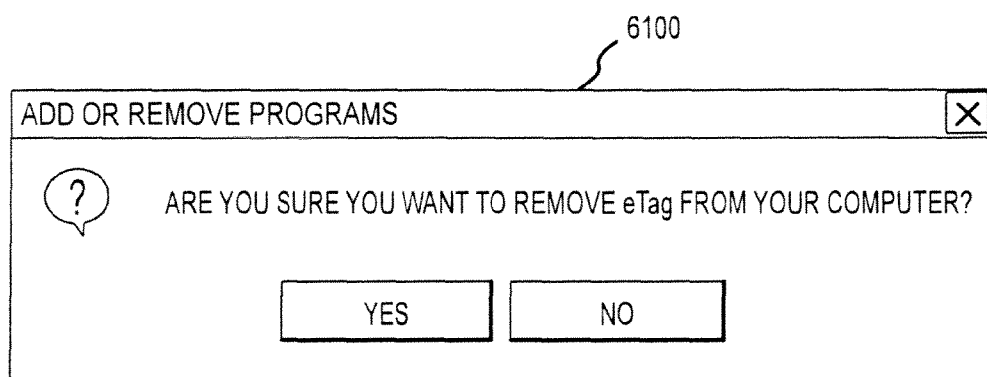 6100
ADD OR REMOVE PROGRAMS
?
ARE YOU SURE YOU WANT TO REMOVE eTag FROM YOUR COMPUTER?
YES
NO